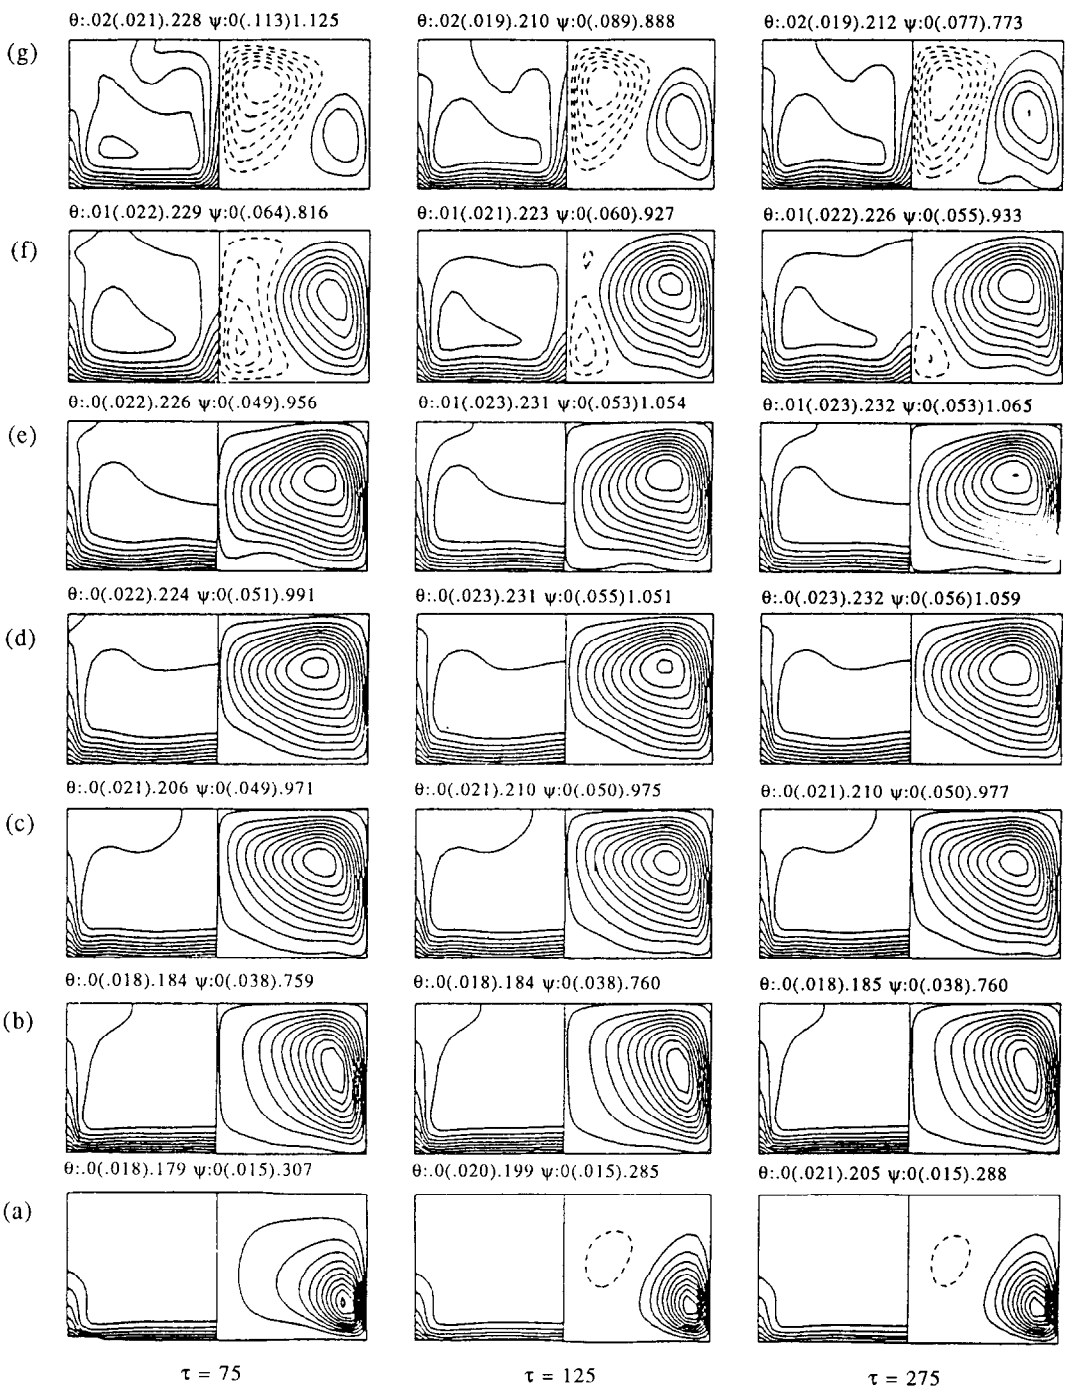 θ:.02(.021).228 ψ:0(.113)1.125 θ:.02(.019).210 ψ:0(.089).888 θ:.02(.019).212 ψ:0(.077).773
(g)
θ:.01(.022).229 ψ:0(.064).816 θ:.01(.021).223 ψ:0(.060).927 θ:.01(.022).226 ψ:0(.055).933
(f)
θ:.0(.022).226 ψ:0(.049).956 θ:.01(.023).231 ψ:0(.053)1.054 θ:.01(.023).232 ψ:0(.053)1.065
(e)
θ:.0(.022).224 ψ:0(.051).991 θ:.0(.023).231 ψ:0(.055)1.051 θ:.0(.023).232 ψ:0(.056)1.059
(d)
θ:.0(.021).206 ψ:0(.049).971 θ:.0(.021).210 ψ:0(.050).975 θ:.0(.021).210 ψ:0(.050).977
(c)
θ:.0(.018).184 ψ:0(.038).759 θ:.0(.018).184 ψ:0(.038).760 θ:.0(.018).185 ψ:0(.038).760
(b)
θ:.0(.018).179 ψ:0(.015).307 θ:.0(.020).199 ψ:0(.015).285 θ:.0(.021).205 ψ:0(.015).288
(a)
τ = 75 τ = 125 τ = 275